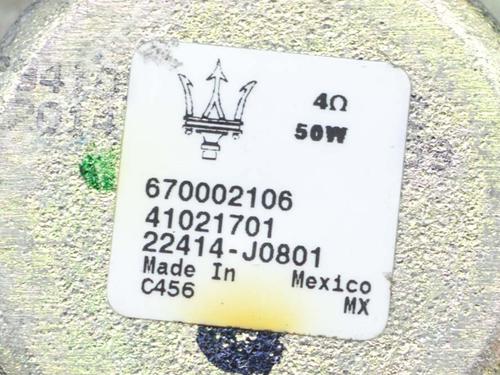 4Ω
50W
670002106
41021701
22414-J0801
Made In Mexico
C456 MX